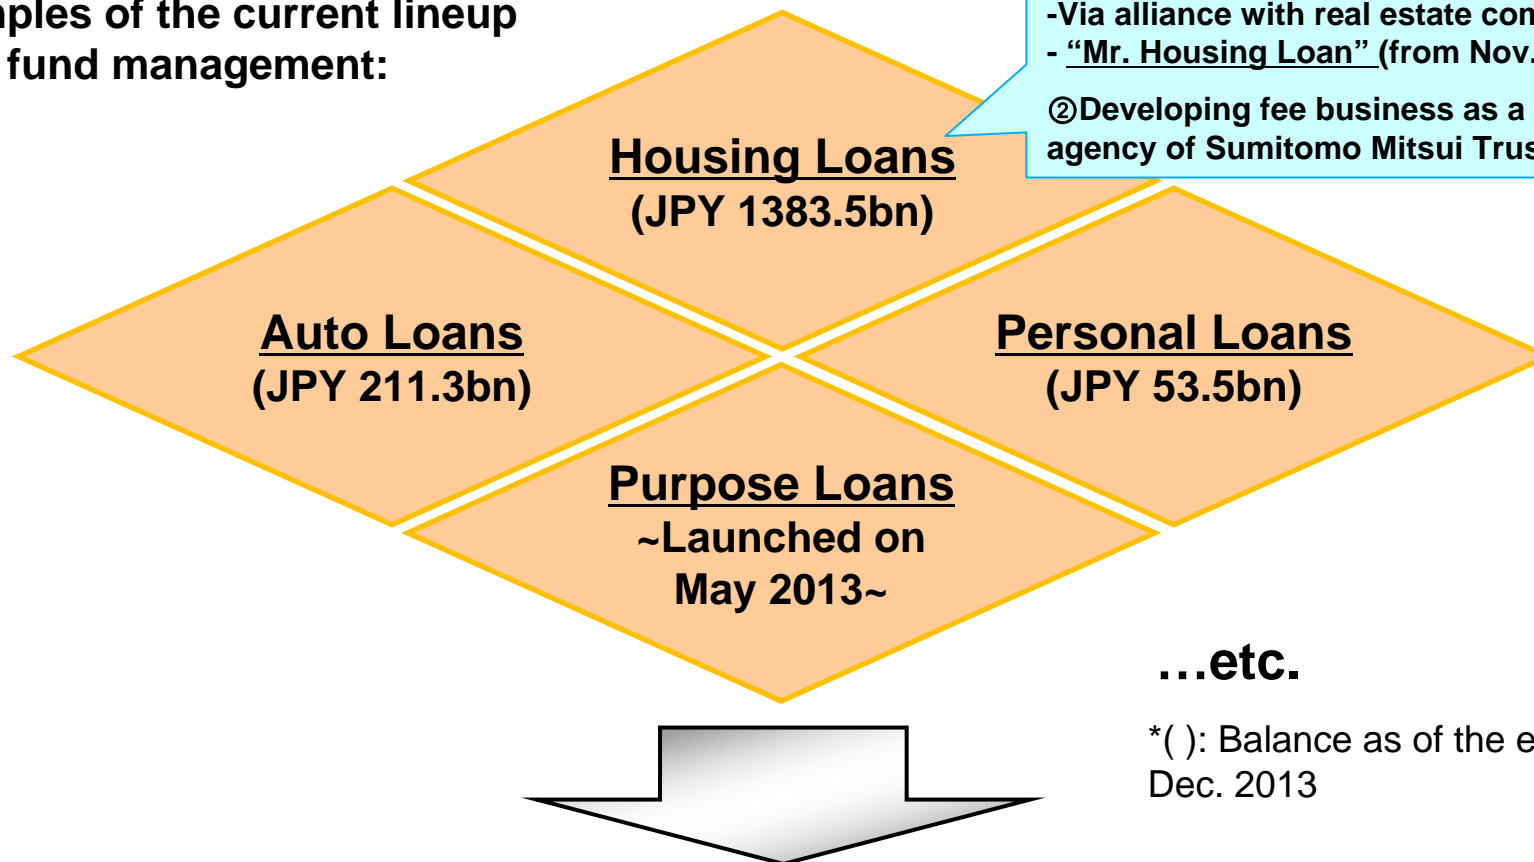 ples of the current lineup
fund management:
-Via alliance with real estate com
- “Mr. Housing Loan” (from Nov.
②Developing fee business as a
agency of Sumitomo Mitsui Trus
Housing Loans
(JPY 1383.5bn)
Auto Loans
(JPY 211.3bn)
Personal Loans
(JPY 53.5bn)
Purpose Loans
~Launched on
May 2013~
…etc.
*( ): Balance as of the e
Dec. 2013